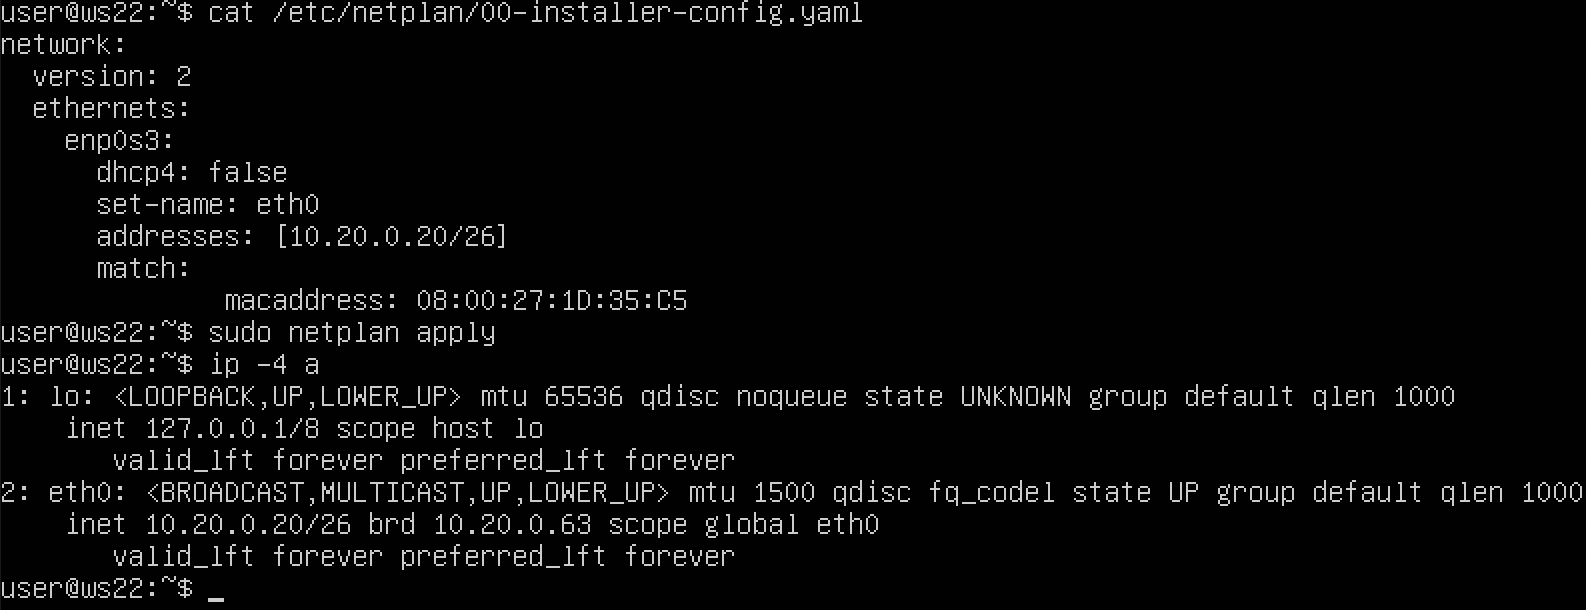 user@ws22:~$ cat /etc/netplan/00-installer-config.yaml
network:
  version: 2
  ethernets:
    enp0s3:
      dhcp4: false
      set-name: eth0
      addresses: [10.20.0.20/26]
      match:
              macaddress: 08:00:27:1D:35:C5
user@ws22:~$ sudo netplan apply
user@ws22:~$ ip -4 a
1: lo: <LOOPBACK,UP,LOWER_UP> mtu 65536 qdisc noqueue state UNKNOWN group default qlen 1000
    inet 127.0.0.1/8 scope host lo
       valid_lft forever preferred_lft forever
2: eth0: <BROADCAST,MULTICAST,UP,LOWER_UP> mtu 1500 qdisc fq_codel state UP group default qlen 1000
    inet 10.20.0.20/26 brd 10.20.0.63 scope global eth0
       valid_lft forever preferred_lft forever
user@ws22:~$ _